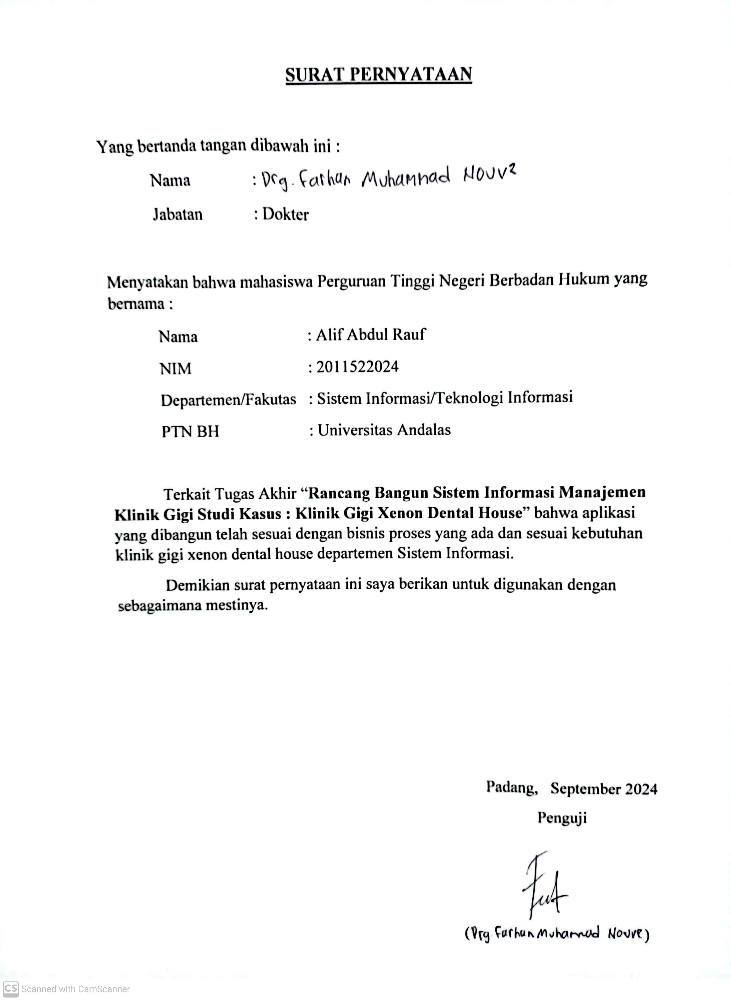 SURAT PERNYATAAN
Yang bertanda tangan dibawah ini :
Nama : Drg. Farhan Muhammad Nouve
Jabatan : Dokter
Menyatakan bahwa mahasiswa Perguruan Tinggi Negeri Berbadan Hukum yang
bernama :
Nama : Alif Abdul Rauf
NIM : 2011522024
Departemen/Fakutas : Sistem Informasi/Teknologi Informasi
PTN BH : Universitas Andalas
Terkait Tugas Akhir “Rancang Bangun Sistem Informasi Manajemen
Klinik Gigi Studi Kasus : Klinik Gigi Xenon Dental House” bahwa aplikasi
yang dibangun telah sesuai dengan bisnis proses yang ada dan sesuai kebutuhan
klinik gigi xenon dental house departemen Sistem Informasi.
Demikian surat pernyataan ini saya berikan untuk digunakan dengan
sebagaimana mestinya.
Padang, September 2024
Penguji
(Drg. Farhan Muhammad Nouve)
CS Scanned with CamScanner